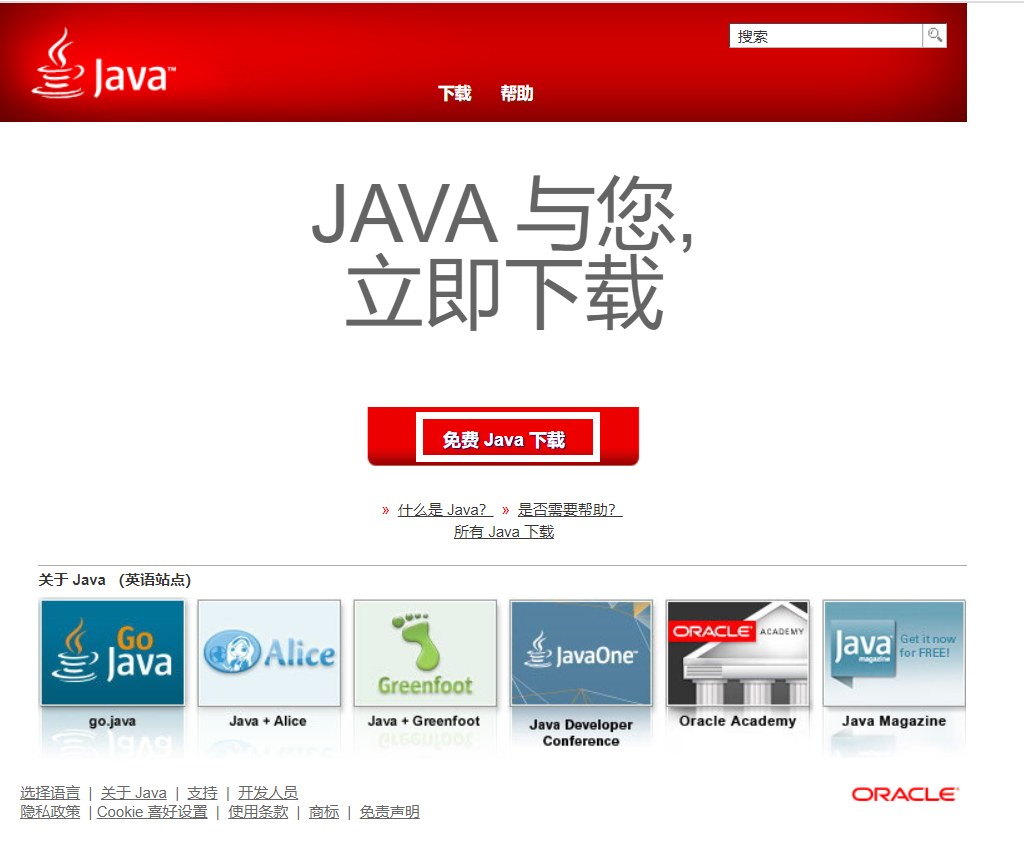 Java™
搜索
下载 帮助
JAVA 与您,
立即下载
免费 Java 下载
» 什么是 Java? » 是否需要帮助?
所有 Java 下载
关于 Java (英语站点)
Go
Java
Alice
Greenfoot
JavaOne™
ORACLE® ACADEMY
Java™
magazine
Get it now
for FREE!
go.java
Java + Alice
Java + Greenfoot
Java Developer
Conference
Oracle Academy
Java Magazine
选择语言 | 关于 Java | 支持 | 开发人员
隐私政策 | Cookie 喜好设置 | 使用条款 | 商标 | 免责声明
ORACLE®